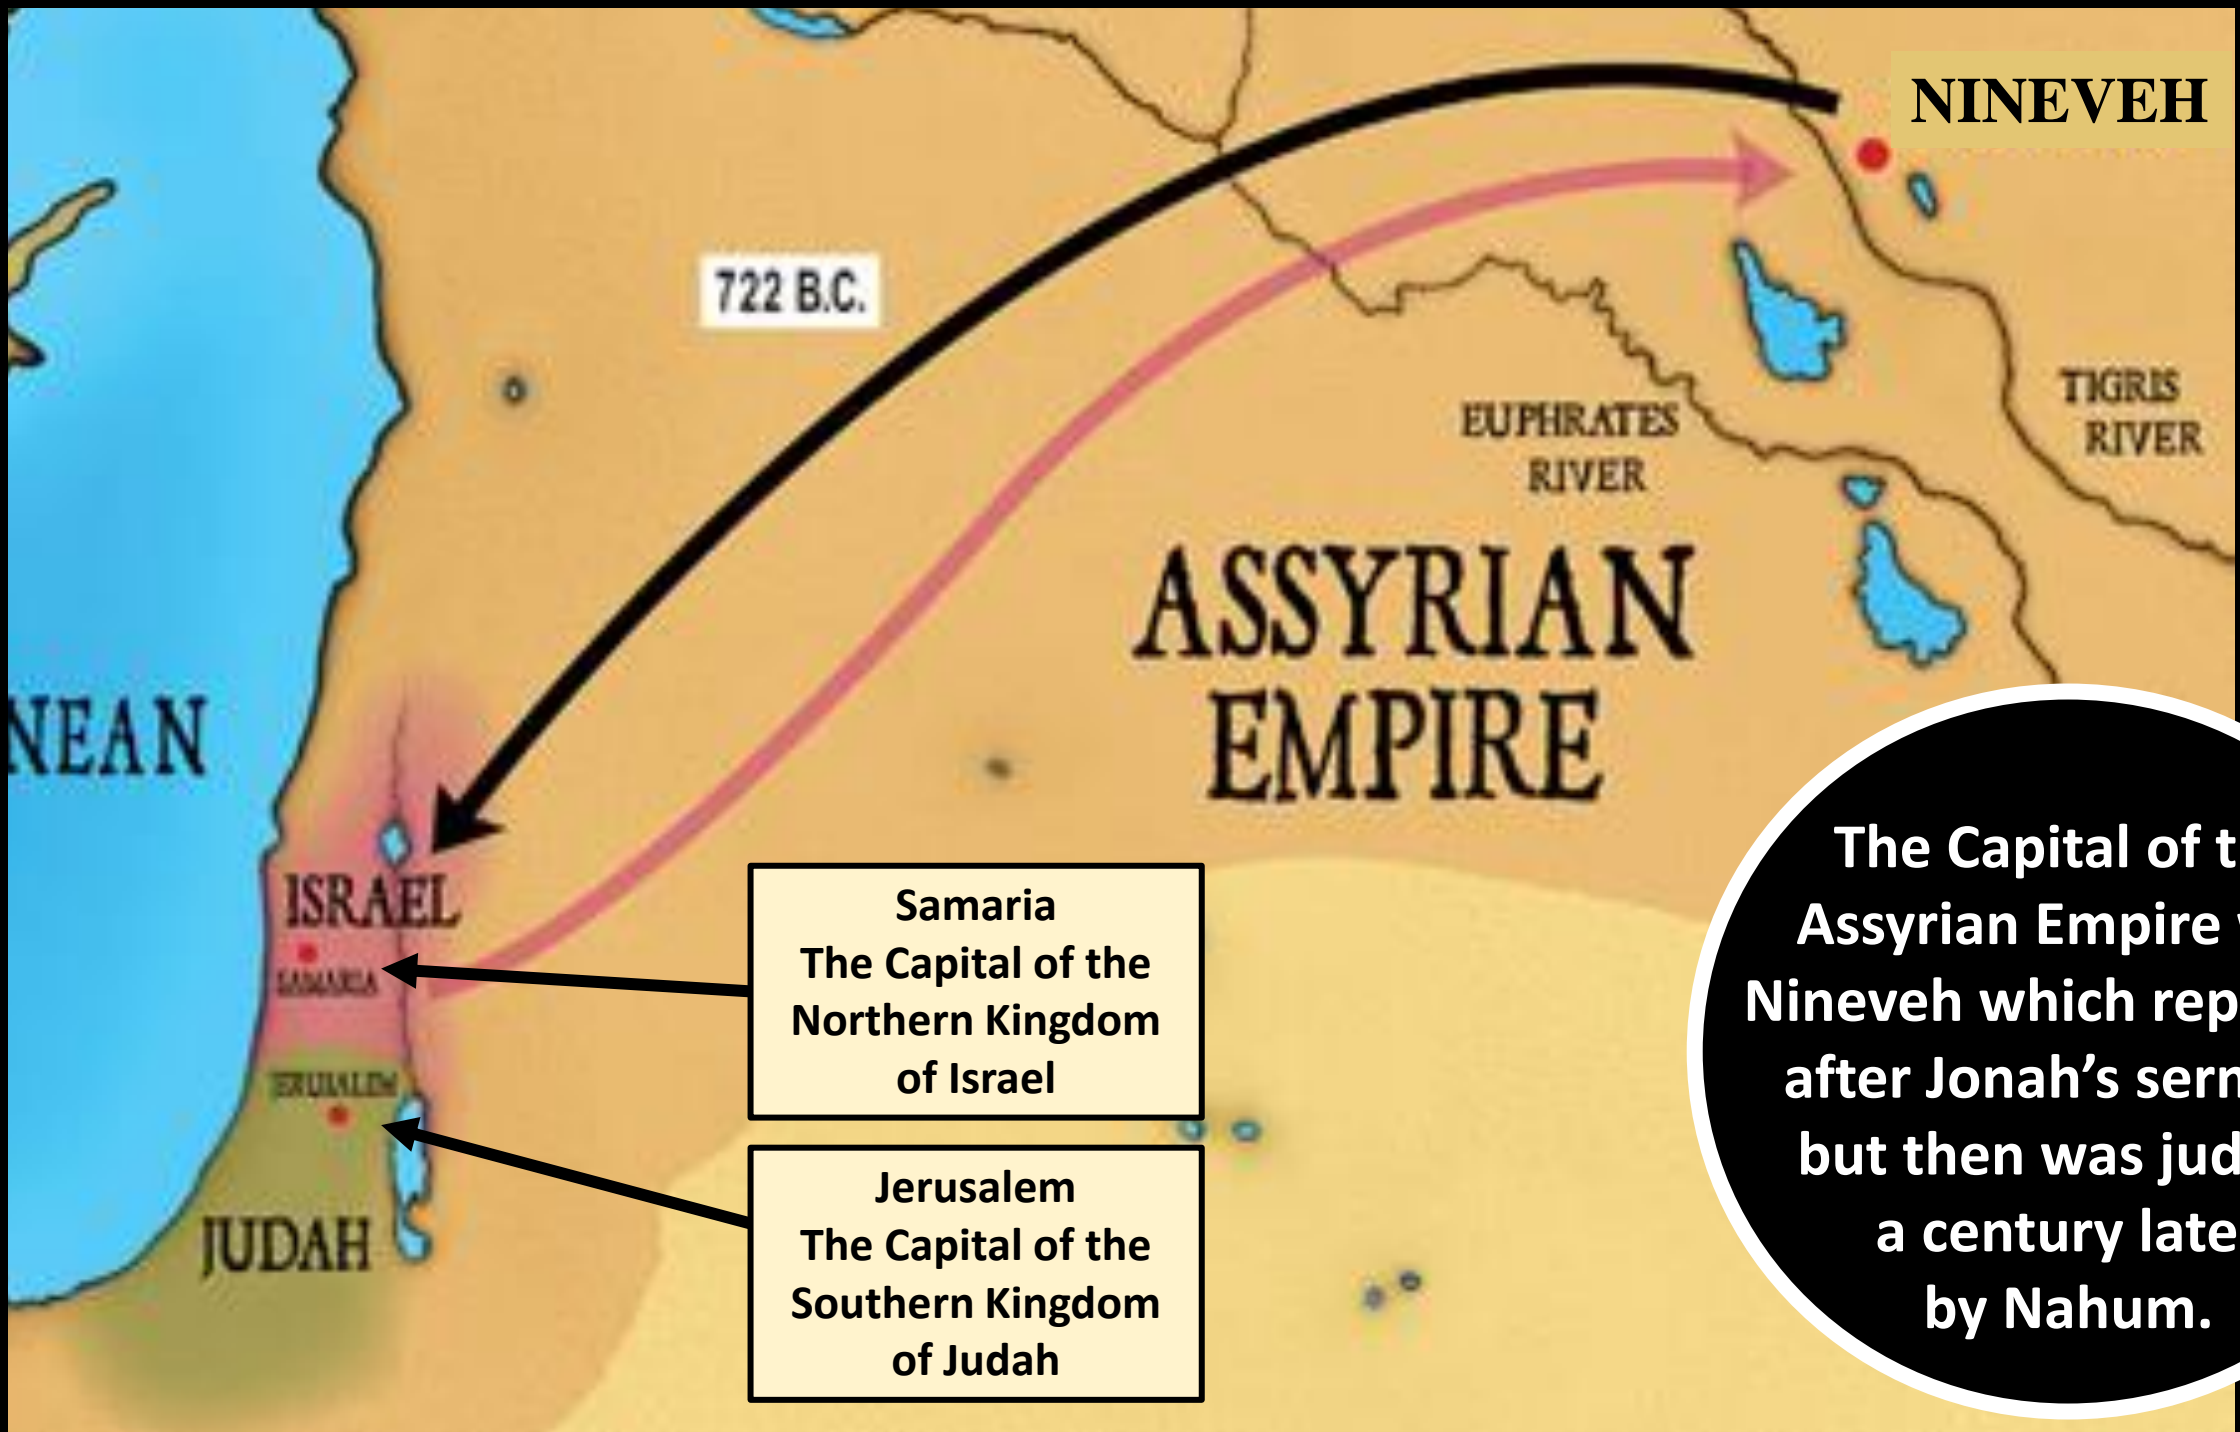 NINEVEH
722 B.C.
TIGRIS
RIVER
EUPHRATES
RIVER
ASSYRIAN
EMPIRE
NEAN
ISRAEL
SAMARIA
JERUSALEM
JUDAH
Samaria
The Capital of the
Northern Kingdom
of Israel
Jerusalem
The Capital of the
Southern Kingdom
of Judah
The Capital of t
Assyrian Empire
Nineveh which rep
after Jonah’s serm
but then was jud
a century late
by Nahum.